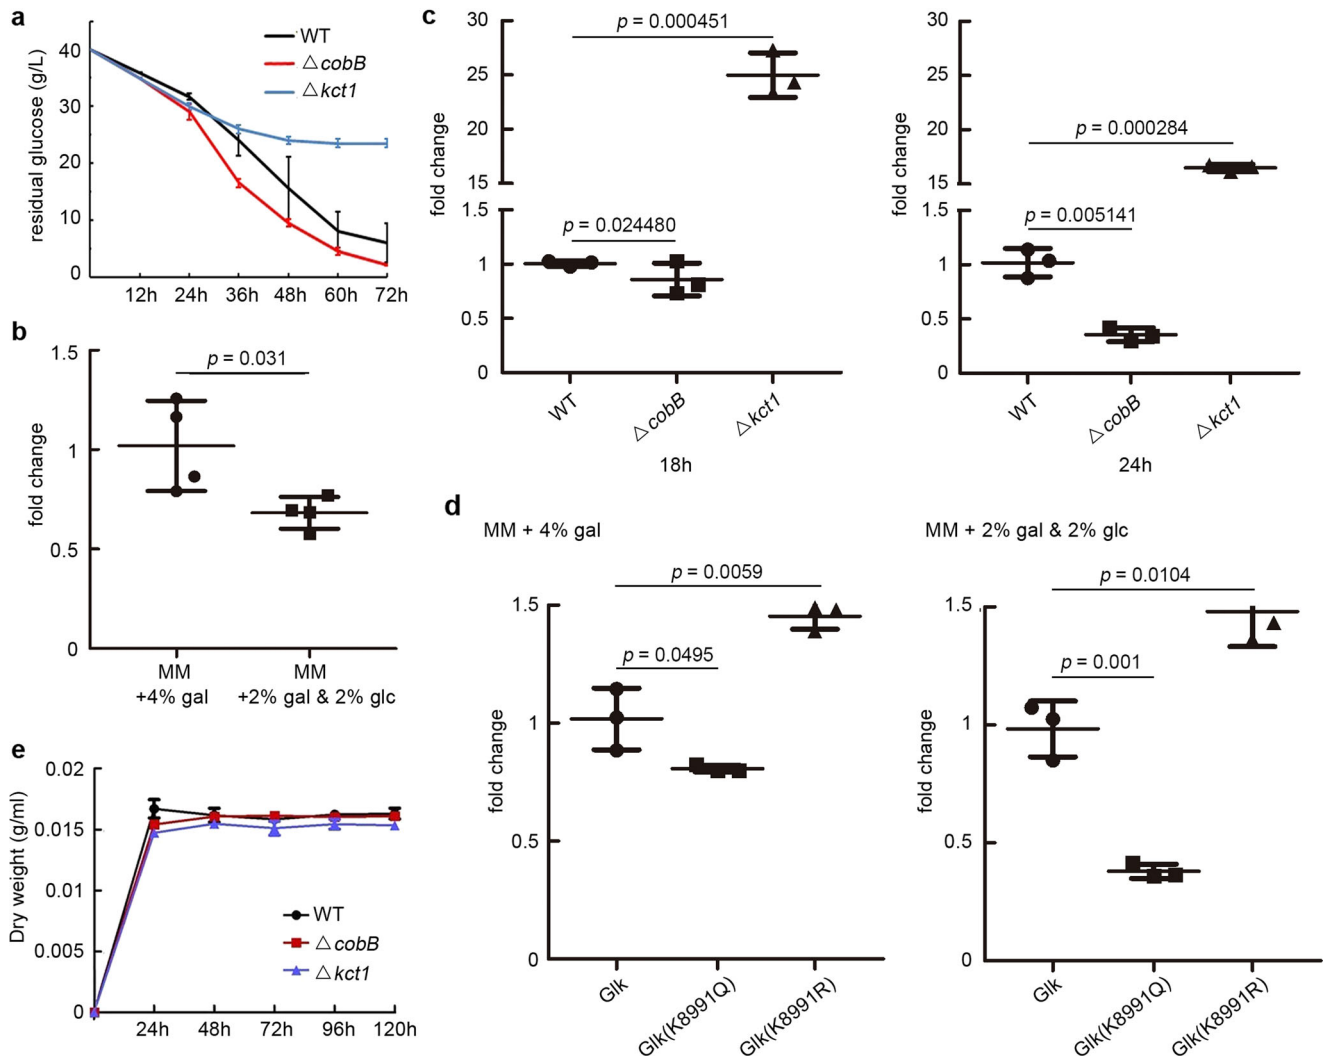 a
residual glucose (g/L)
40
30
20
10
0
12h 24h 36h 48h 60h 72h
WT
△cobB
△kct1
b
fold change
1.5
1
0.5
0
p = 0.031
MM
+4% gal
MM
+2% gal & 2% glc
c
fold change
30
25
20
15
1.5
1
0.5
0
p = 0.000451
p = 0.024480
WT
△cobB
△kct1
18h
fold change
30
25
20
15
1.5
1
0.5
0
p = 0.000284
p = 0.005141
WT
△cobB
△kct1
24h
d
MM + 4% gal
fold change
1.5
1
0.5
0
p = 0.0059
p = 0.0495
Glk
Glk(K8991Q)
Glk(K8991R)
MM + 2% gal & 2% glc
fold change
1.5
1
0.5
0
p = 0.0104
p = 0.001
Glk
Glk(K8991Q)
Glk(K8991R)
e
Dry weight (g/ml)
0.02
0.015
0.01
0.005
0
24h 48h 72h 96h 120h
WT
△cobB
△kct1